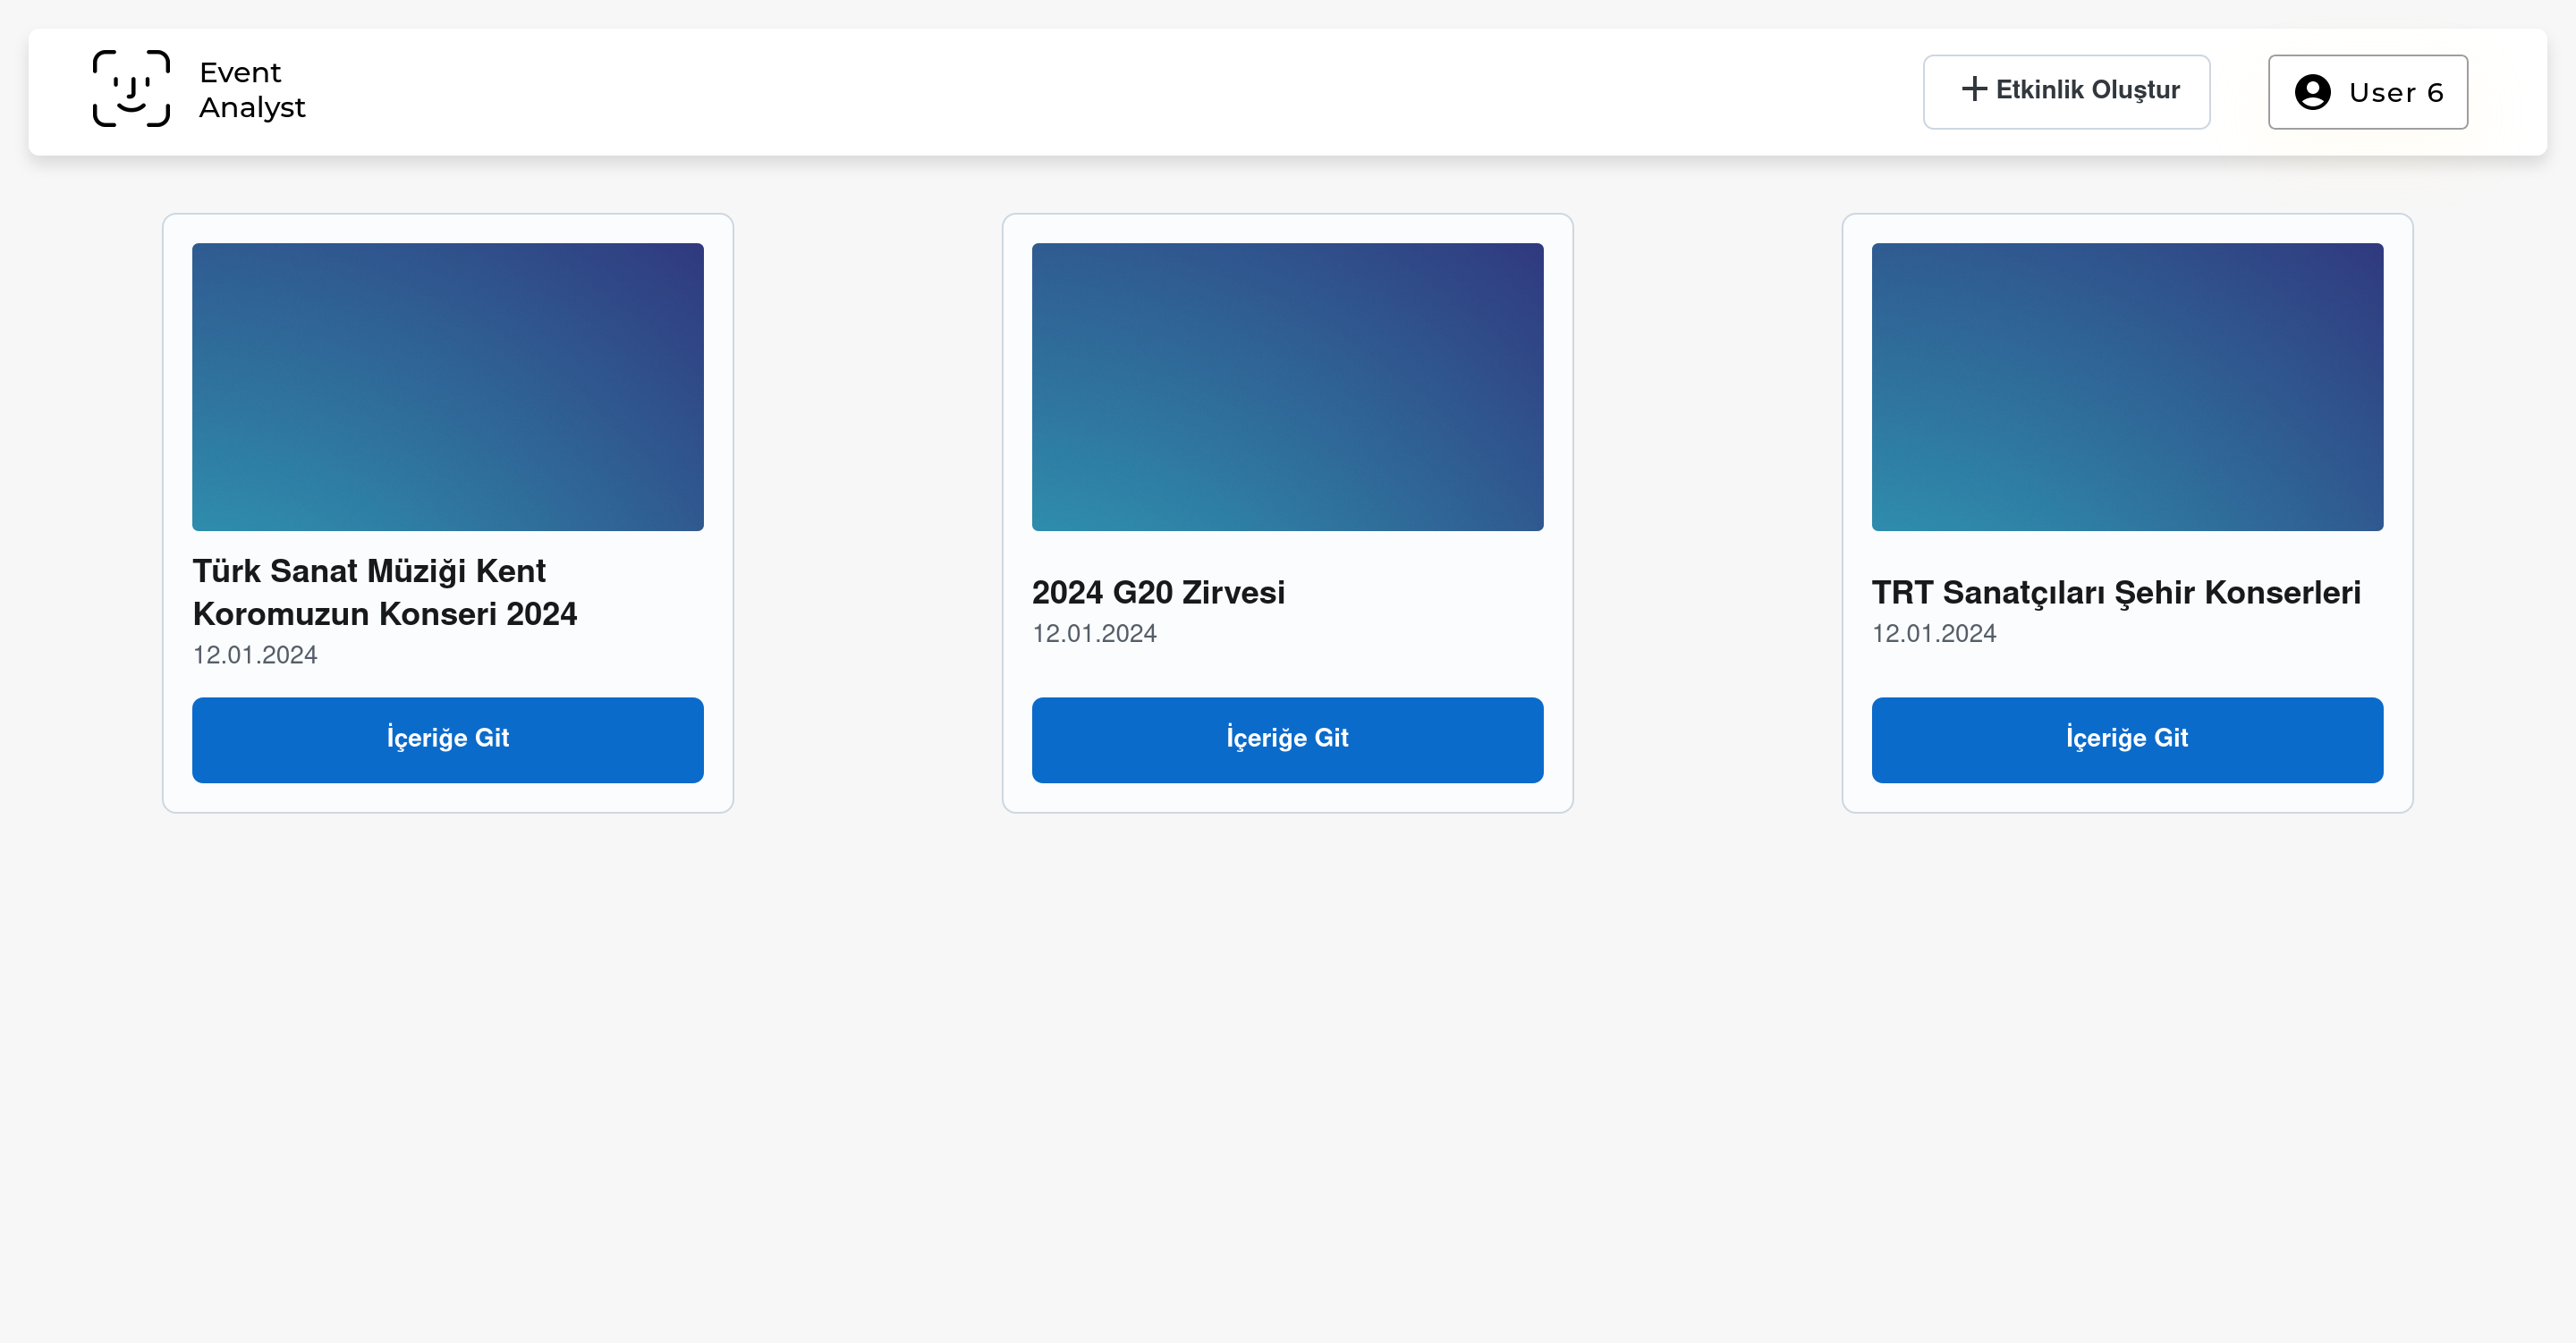 Event
Analyst
Etkinlik Oluştur
User 6
Türk Sanat Müziği Kent
Koromuzun Konseri 2024
12.01.2024
İçeriğe Git
2024 G20 Zirvesi
12.01.2024
İçeriğe Git
TRT Sanatçıları Şehir Konserleri
12.01.2024
İçeriğe Git